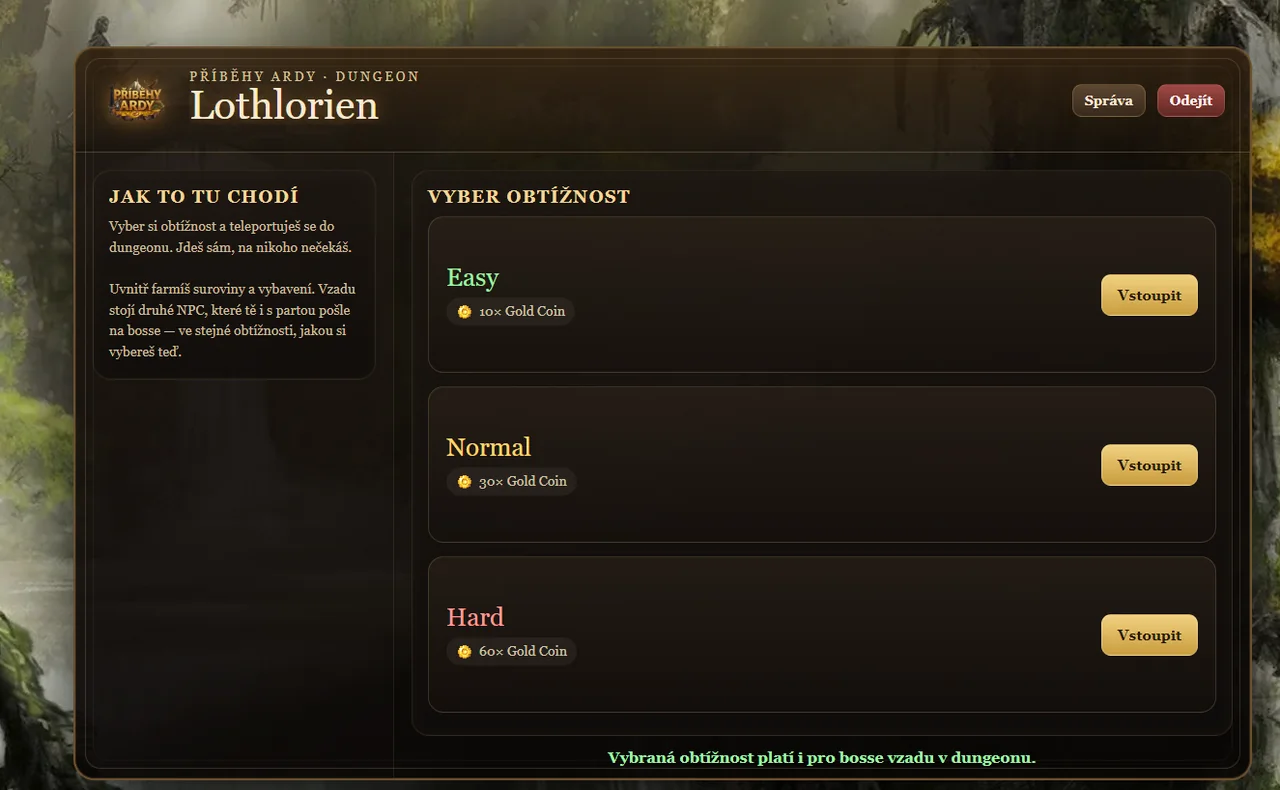 PŘÍBĚHY
ARDY
PŘÍBĚHY ARDY · DUNGEON
Lothlorien
Správa
Odejít
JAK TO TU CHODÍ
Vyber si obtížnost a teleportuješ se do
dungeonu. Jdeš sám, na nikoho nečekáš.
Uvnitř farmíš suroviny a vybavení. Vzadu
stojí druhé NPC, které tě i s partou pošle
na bosse — ve stejné obtížnosti, jakou si
vybereš teď.
VYBER OBTÍŽNOST
Easy
10× Gold Coin
Vstoupit
Normal
30× Gold Coin
Vstoupit
Hard
60× Gold Coin
Vstoupit
Vybraná obtížnost platí i pro bosse vzadu v dungeonu.